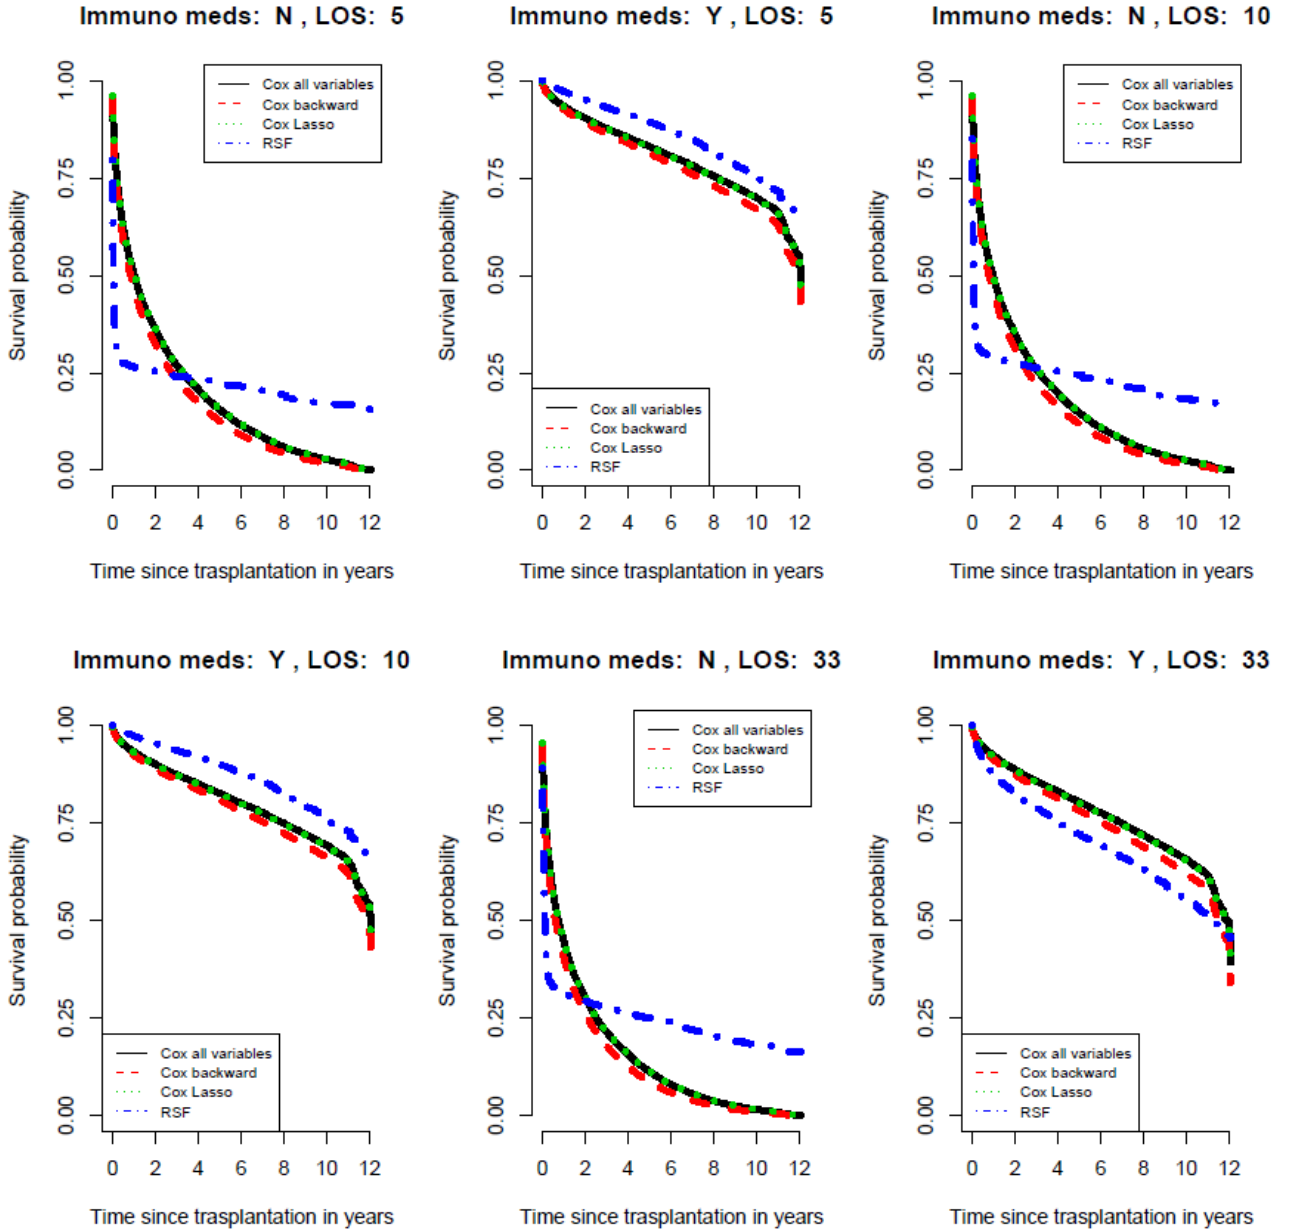 Immuno meds: N , LOS: 5
Survival probability
1.00
0.75
0.50
0.25
0.00
Cox all variables
Cox backward
Cox Lasso
RSF
0 2 4 6 8 10 12
Time since trasplantation in years
Immuno meds: Y , LOS: 5
Survival probability
1.00
0.75
0.50
0.25
0.00
Cox all variables
Cox backward
Cox Lasso
RSF
0 2 4 6 8 10 12
Time since trasplantation in years
Immuno meds: N , LOS: 10
Survival probability
1.00
0.75
0.50
0.25
0.00
Cox all variables
Cox backward
Cox Lasso
RSF
0 2 4 6 8 10 12
Time since trasplantation in years
Immuno meds: Y , LOS: 10
Survival probability
1.00
0.75
0.50
0.25
0.00
Cox all variables
Cox backward
Cox Lasso
RSF
0 2 4 6 8 10 12
Time since trasplantation in years
Immuno meds: N , LOS: 33
Survival probability
1.00
0.75
0.50
0.25
0.00
Cox all variables
Cox backward
Cox Lasso
RSF
0 2 4 6 8 10 12
Time since trasplantation in years
Immuno meds: Y , LOS: 33
Survival probability
1.00
0.75
0.50
0.25
0.00
Cox all variables
Cox backward
Cox Lasso
RSF
0 2 4 6 8 10 12
Time since trasplantation in years